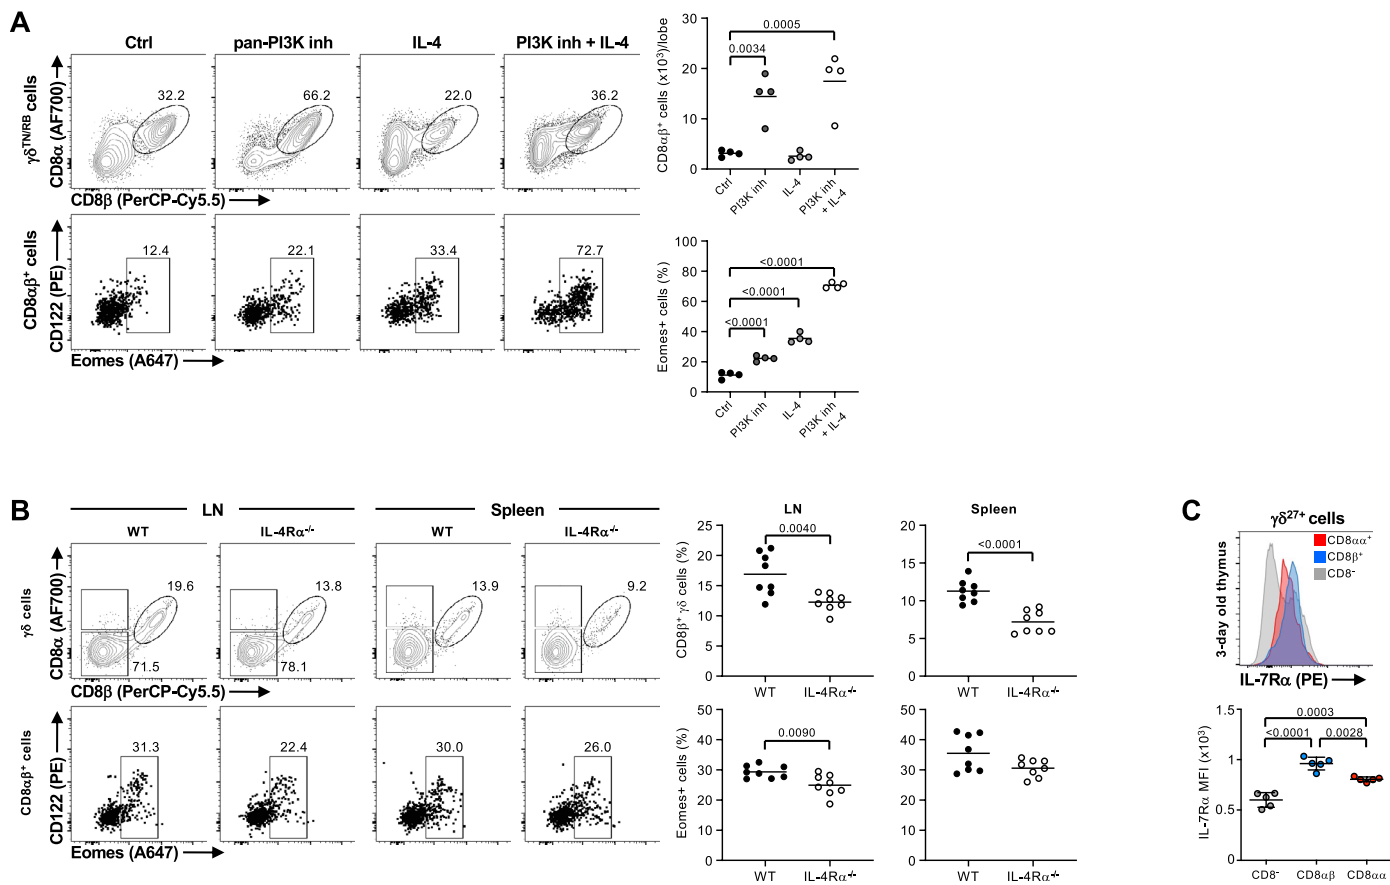 A
Ctrl
pan-PI3K inh
IL-4
PI3K inh + IL-4
γδTN/RB cells
CD8α (AF700)
32.2
66.2
22.0
36.2
CD8β (PerCP-Cy5.5)
CD8αβ+ cells
CD122 (PE)
12.4
22.1
33.4
72.7
Eomes (A647)
CD8αβ+ cells (x10³)/lobe
30
20
10
0
0.0005
0.0034
Ctrl
PI3K inh
IL-4
PI3K inh
+ IL-4
Eomes+ cells (%)
100
80
60
40
20
0
<0.0001
<0.0001
<0.0001
Ctrl
PI3K inh
IL-4
PI3K inh
+ IL-4
B
LN
Spleen
WT
IL-4Rα-/-
WT
IL-4Rα-/-
γδ cells
CD8α (AF700)
19.6
71.5
13.8
78.1
13.9
9.2
CD8β (PerCP-Cy5.5)
CD8αβ+ cells
CD122 (PE)
31.3
22.4
30.0
26.0
Eomes (A647)
LN
CD8β+ γδ cells (%)
25
20
15
10
5
0
0.0040
WT
IL-4Rα-/-
Spleen
20
15
10
5
0
<0.0001
WT
IL-4Rα-/-
Eomes+ cells (%)
50
40
30
20
10
0
0.0090
WT
IL-4Rα-/-
50
40
30
20
10
0
WT
IL-4Rα-/-
C
γδ27+ cells
CD8αα+
CD8β+
CD8-
3-day old thymus
IL-7Rα (PE)
IL-7Rα MFI (x10³)
1.5
1
0.5
0
0.0003
<0.0001
0.0028
CD8-
CD8αβ
CD8αα